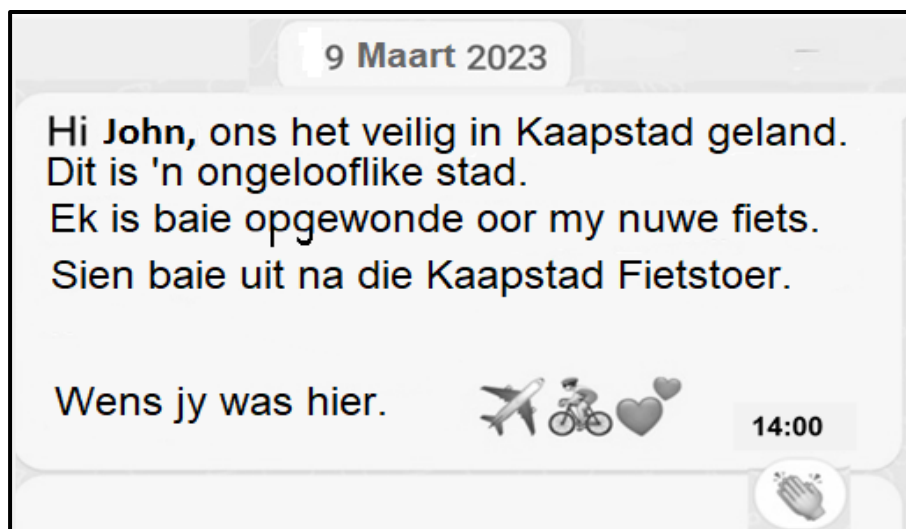 9 Maart 2023
Hi John, ons het veilig in Kaapstad geland.
Dit is 'n ongelooflike stad.
Ek is baie opgewonde oor my nuwe fiets.
Sien baie uit na die Kaapstad Fietstoer.
Wens jy was hier.
14:00